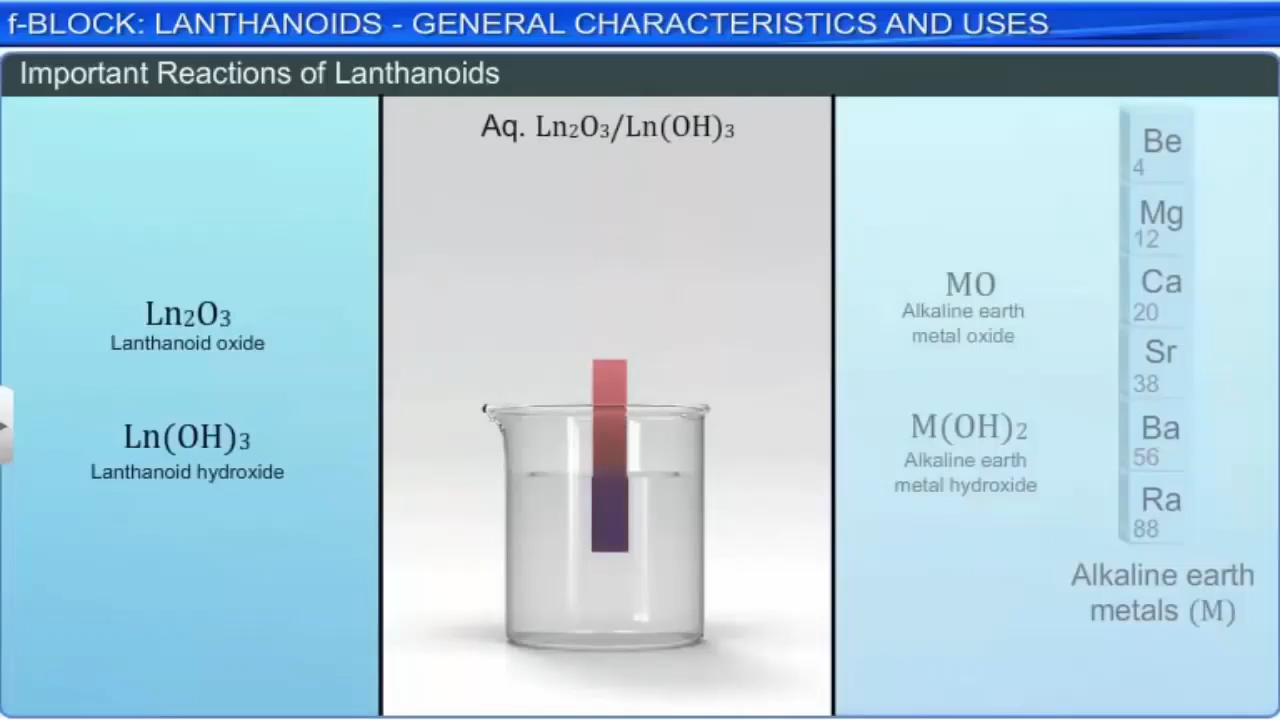 f-BLOCK: LANTHANOIDS - GENERAL CHARACTERISTICS AND USES
Important Reactions of Lanthanoids
Ln₂O₃
Lanthanoid oxide
Ln(OH)₃
Lanthanoid hydroxide
Aq. Ln₂O₃/Ln(OH)₃
MO
Alkaline earth
metal oxide
M(OH)₂
Alkaline earth
metal hydroxide
Be
4
Mg
12
Ca
20
Sr
38
Ba
56
Ra
88
Alkaline earth
metals (M)